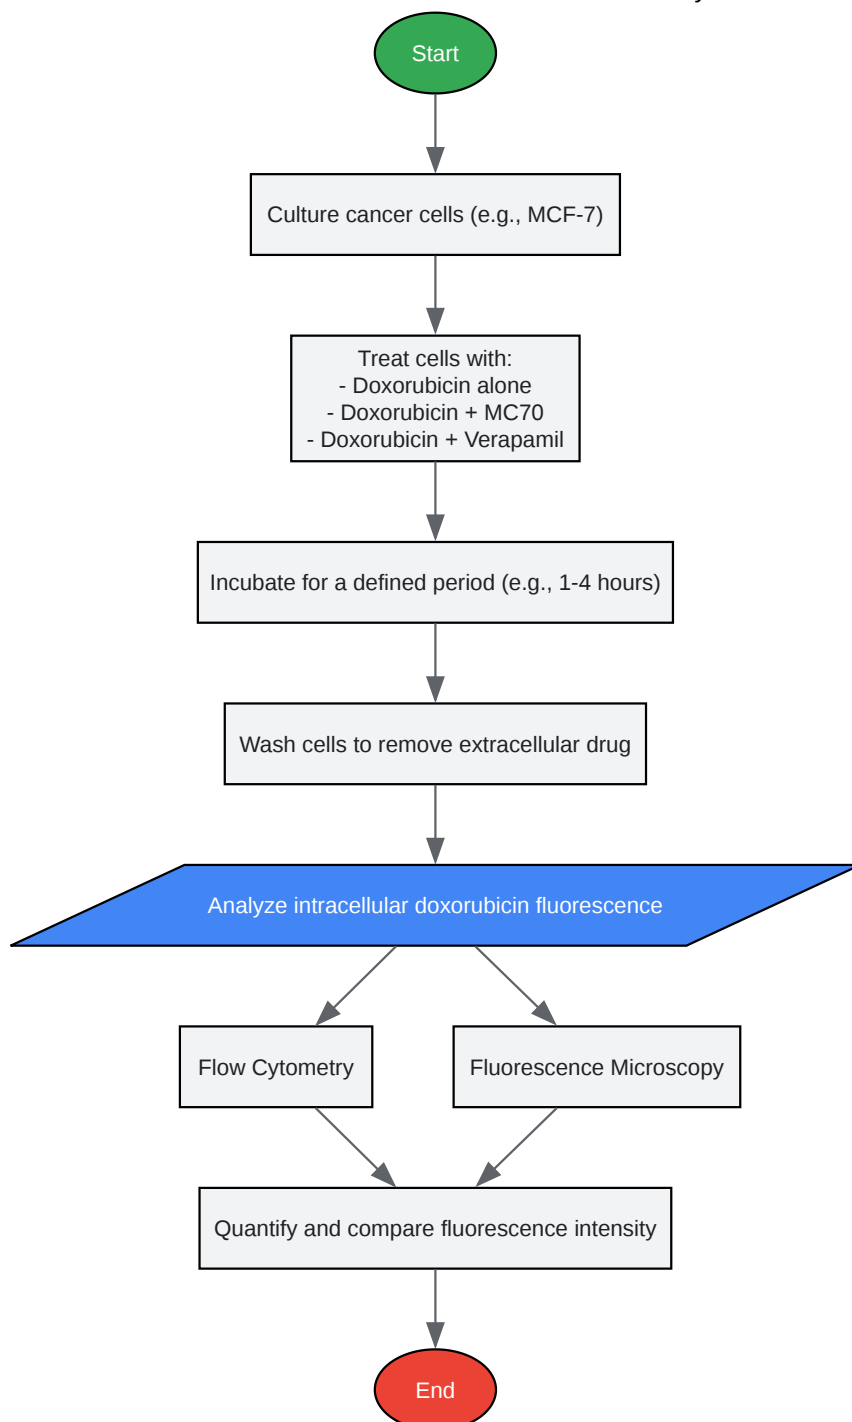 Start
Culture cancer cells (e.g., MCF-7)
Treat cells with:
- Doxorubicin alone
- Doxorubicin + MC70
- Doxorubicin + Verapamil
Incubate for a defined period (e.g., 1-4 hours)
Wash cells to remove extracellular drug
Analyze intracellular doxorubicin fluorescence
Flow Cytometry
Fluorescence Microscopy
Quantify and compare fluorescence intensity
End